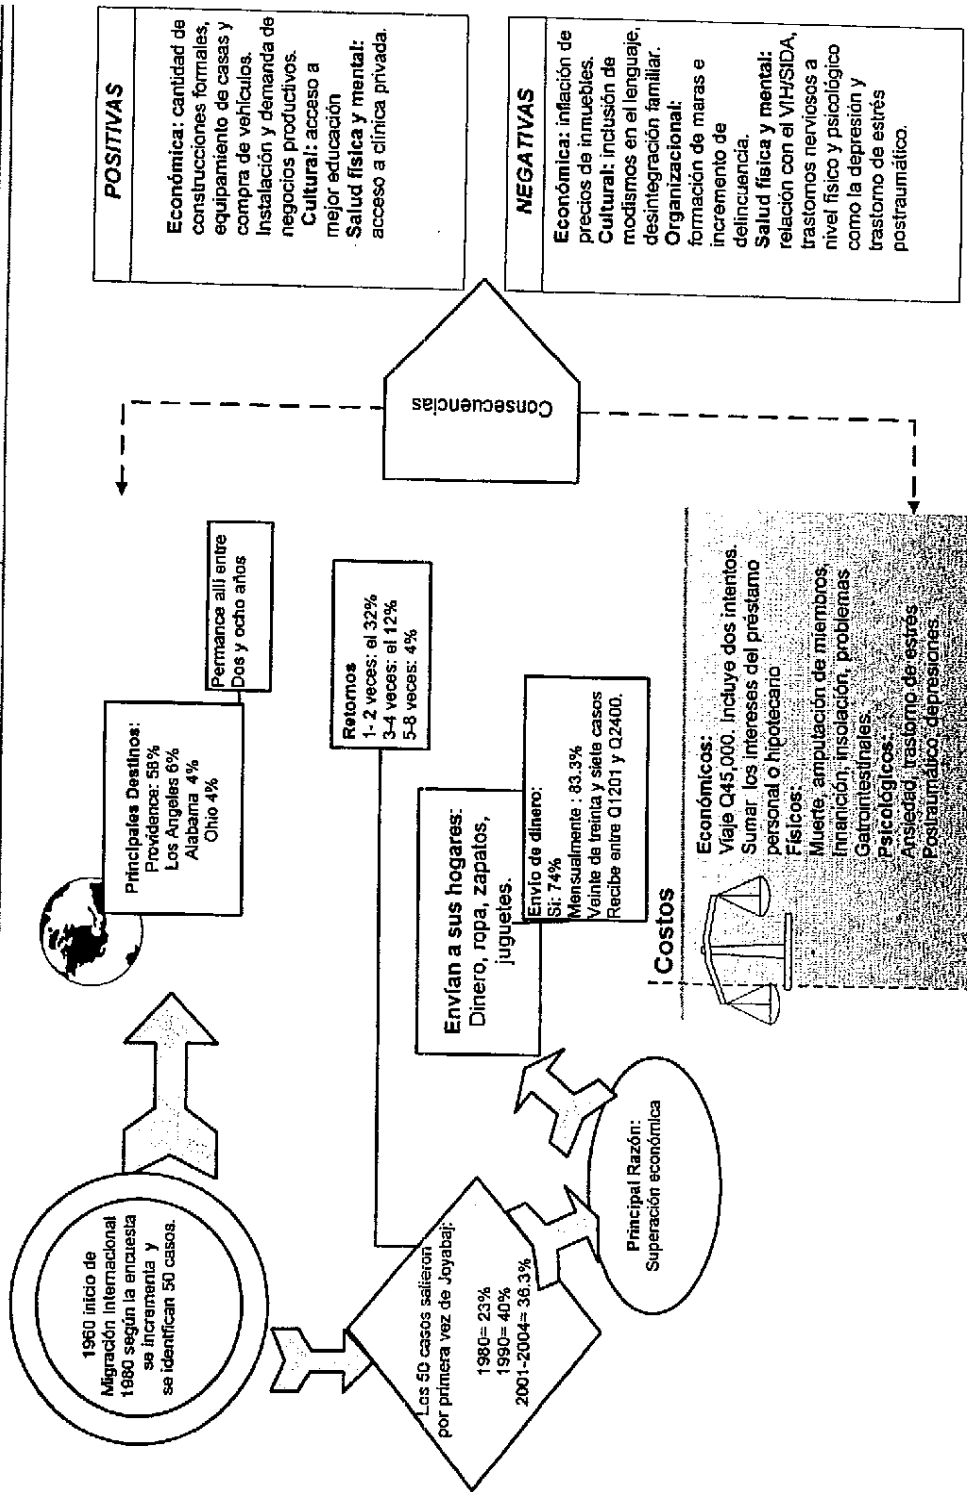 1960 inicio de
Migración Internacional
1980 según la encuesta
se incrementa y
se identifican 50 casos.
Principales Destinos:
Providence: 58%
Los Angeles 6%
Alabama 4%
Ohio 4%
Permance allí entre
Dos y ocho años
Los 50 casos salieron
por primera vez de Joyabaj:
1980= 23%
1990= 40%
2001-2004= 36.3%
Retornos
1- 2 veces: el 32%
3-4 veces: el 12%
5-8 veces: 4%
Principal Razón:
Superación económica
Envían a sus hogares:
Dinero, ropa, zapatos,
juguetes.
Envío de dinero:
Si: 74%
Mensualmente : 83.3%
Veinte de treinta y siete casos
Recibe entre Q1201 y Q2400.
Costos
Económicos:
Viaje Q45,000. Incluye dos intentos.
Sumar los intereses del préstamo
personal o hipotecario
Físicos:
Muerte, amputación de miembros,
Innanición, insolación, problemas
Gatrointestinales.
Psicológicos:
Ansiedad, trastorno de estrés
Postraumático, depresiones.
Consecuencias
POSITIVAS
Económica: cantidad de
construcciones formales,
equipamiento de casas y
compra de vehículos.
Instalación y demanda de
negocios productivos.
Cultural: acceso a
mejor educación
Salud física y mental:
acceso a clínica privada.
NEGATIVAS
Económica: inflación de
precios de inmuebles.
Cultural: inclusión de
modismos en el lenguaje,
desintegración familiar.
Organizacional:
formación de maras e
incremento de
delincuencia.
Salud física y mental:
relación con el VIH/SIDA,
trastornos nerviosos a
nivel físico y psicológico
como la depresión y
trastorno de estrés
postraumático.